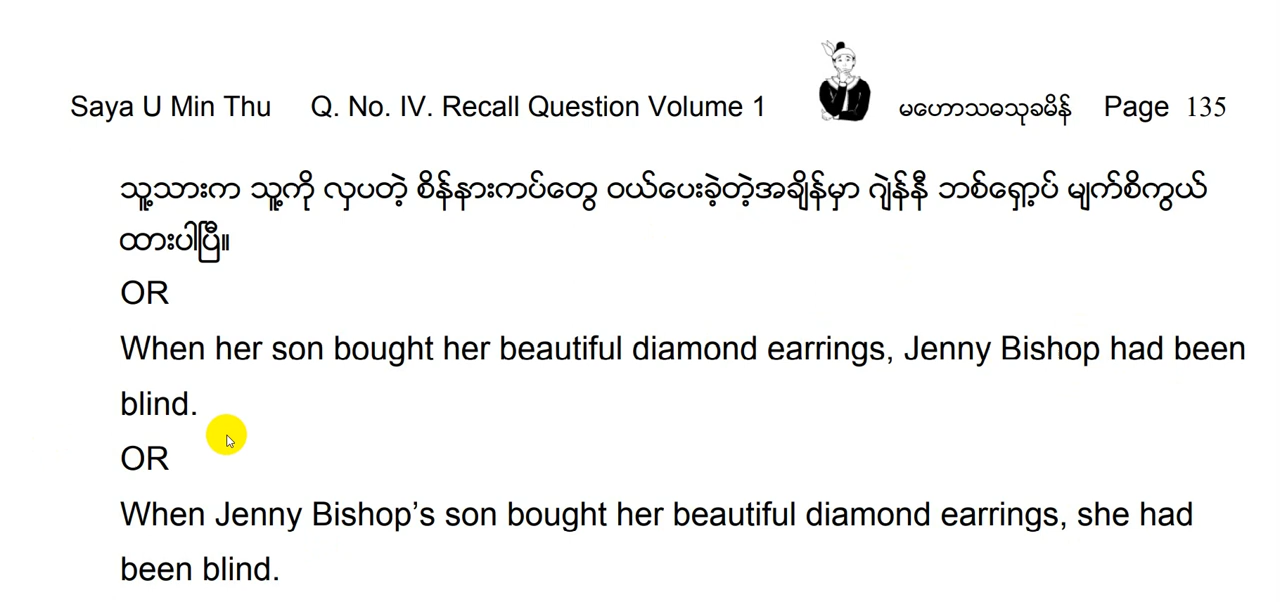 Saya U Min Thu Q. No. IV. Recall Question Volume 1 မဟောသဓသုခမိန် Page 135
သူ့သားက သူ့ကို လှပတဲ့ စိန်နားကပ်တွေ ဝယ်ပေးခဲ့တဲ့အချိန်မှာ ဂျဲန်နီ ဘစ်ရှော့ပ် မျက်စိကွယ်
ထားပါပြီ။
OR
When her son bought her beautiful diamond earrings, Jenny Bishop had been
blind.
OR
When Jenny Bishop’s son bought her beautiful diamond earrings, she had
been blind.